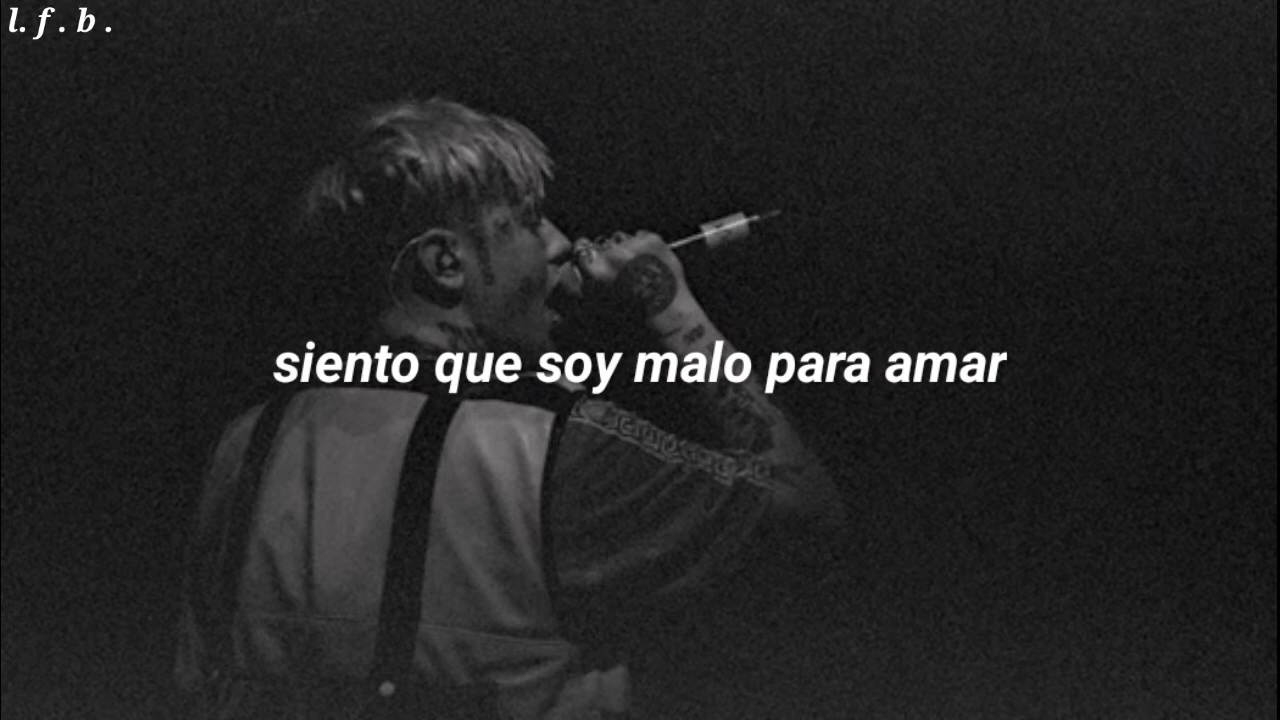 l. f . b .
siento que soy malo para amar